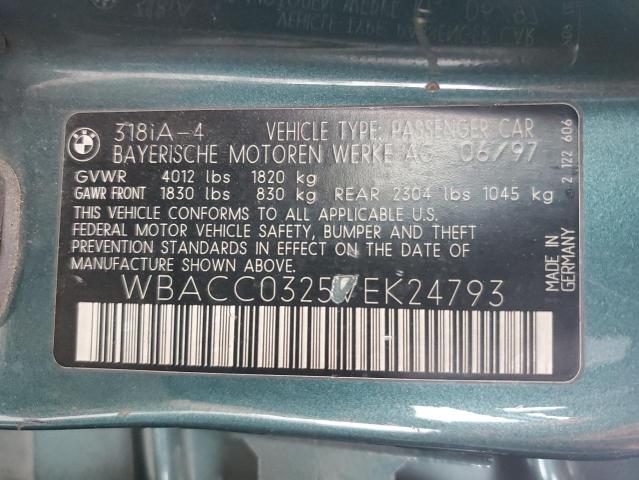 318iA-4 VEHICLE TYPE: PASSENGER CAR
BAYERISCHE MOTOREN WERKE AG 06/97
GVWR 4012 lbs 1820 kg
GAWR FRONT 1830 lbs 830 kg REAR 2304 lbs 1045 kg
THIS VEHICLE CONFORMS TO ALL APPLICABLE U.S.
FEDERAL MOTOR VEHICLE SAFETY, BUMPER AND THEFT
PREVENTION STANDARDS IN EFFECT ON THE DATE OF
MANUFACTURE SHOWN ABOVE.
WBACC0325VEK24793
MADE IN
GERMANY
2 122 606